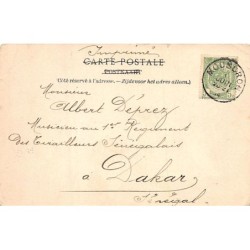 Imprimé
CARTE POSTALE
POSTKAART
(Côté réservé à l'adresse. — Zijde voor het adres alleen.)
Monsieur
Albert Déprez
Musicien au 1er Régiment
des Tirailleurs Sénégalais
à Dakar
Sénégal